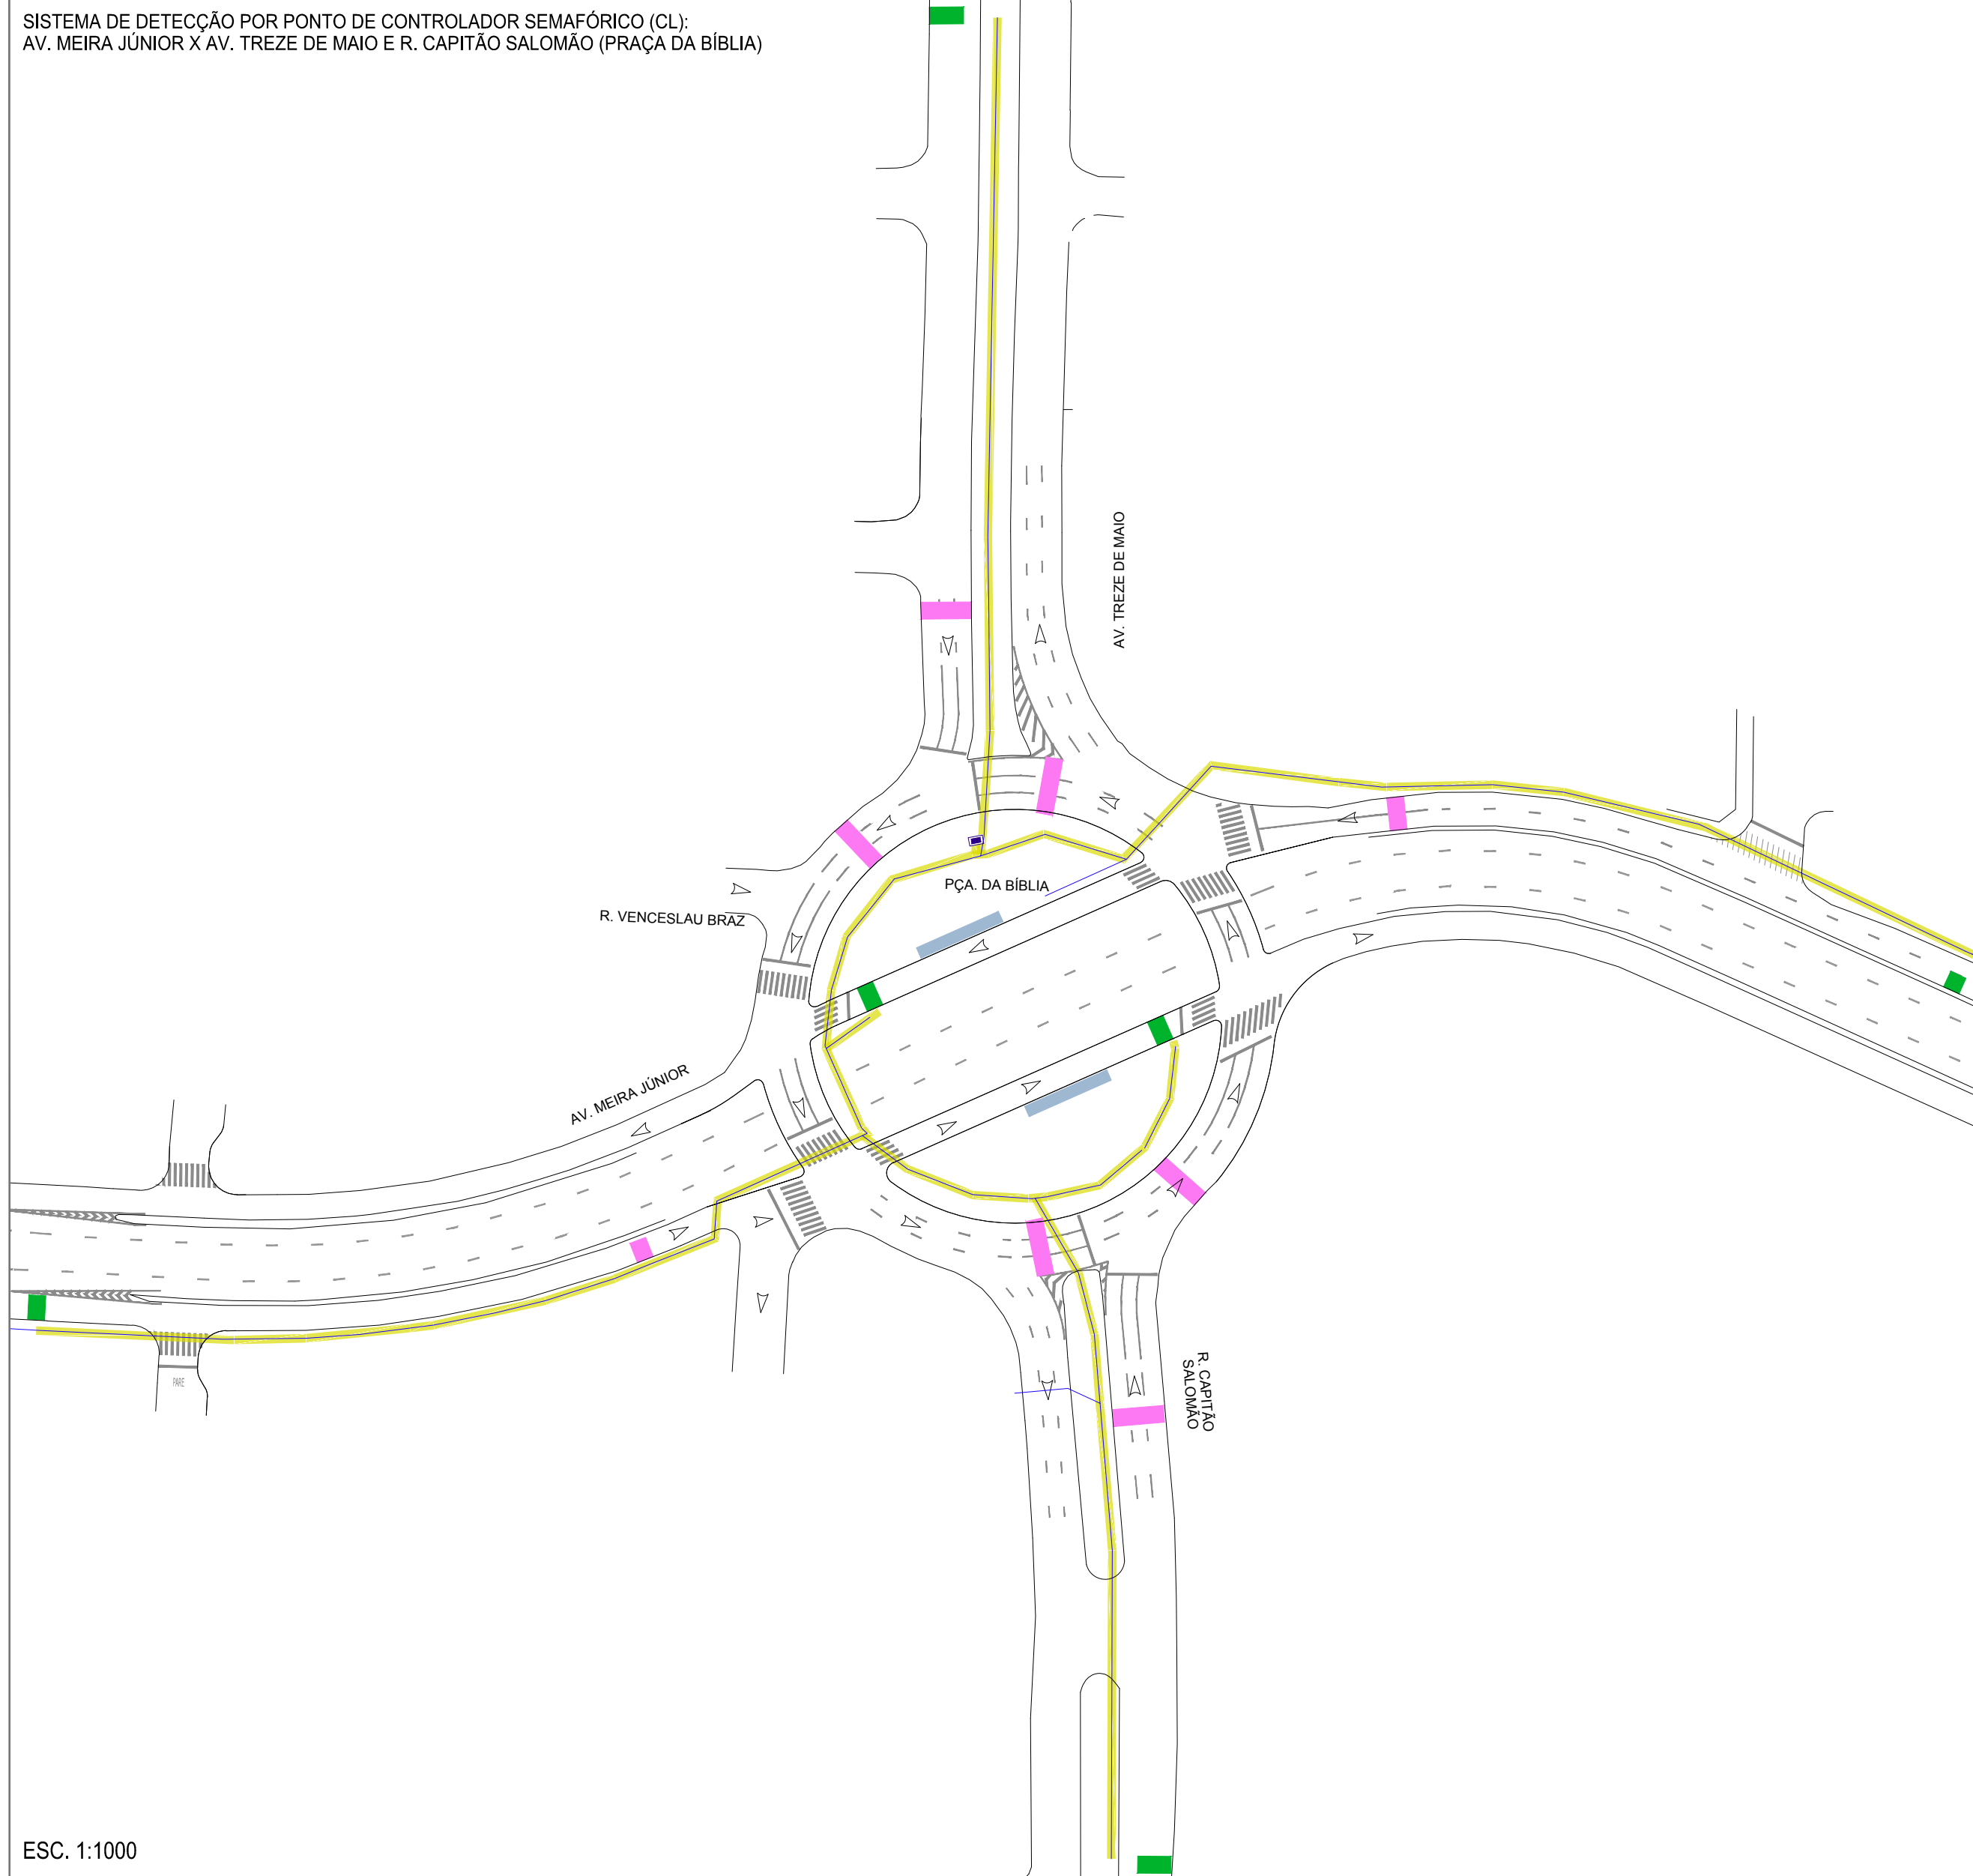 SISTEMA DE DETECÇÃO POR PONTO DE CONTROLADOR SEMAFÓRICO (CL):
AV. MEIRA JÚNIOR X AV. TREZE DE MAIO E R. CAPITÃO SALOMÃO (PRAÇA DA BÍBLIA)
AV. TREZE DE MAIO
PÇA. DA BÍBLIA
R. VENCESLAU BRAZ
AV. MEIRA JÚNIOR
PARE
R. CAPITÃO
SALOMÃO
ESC. 1:1000